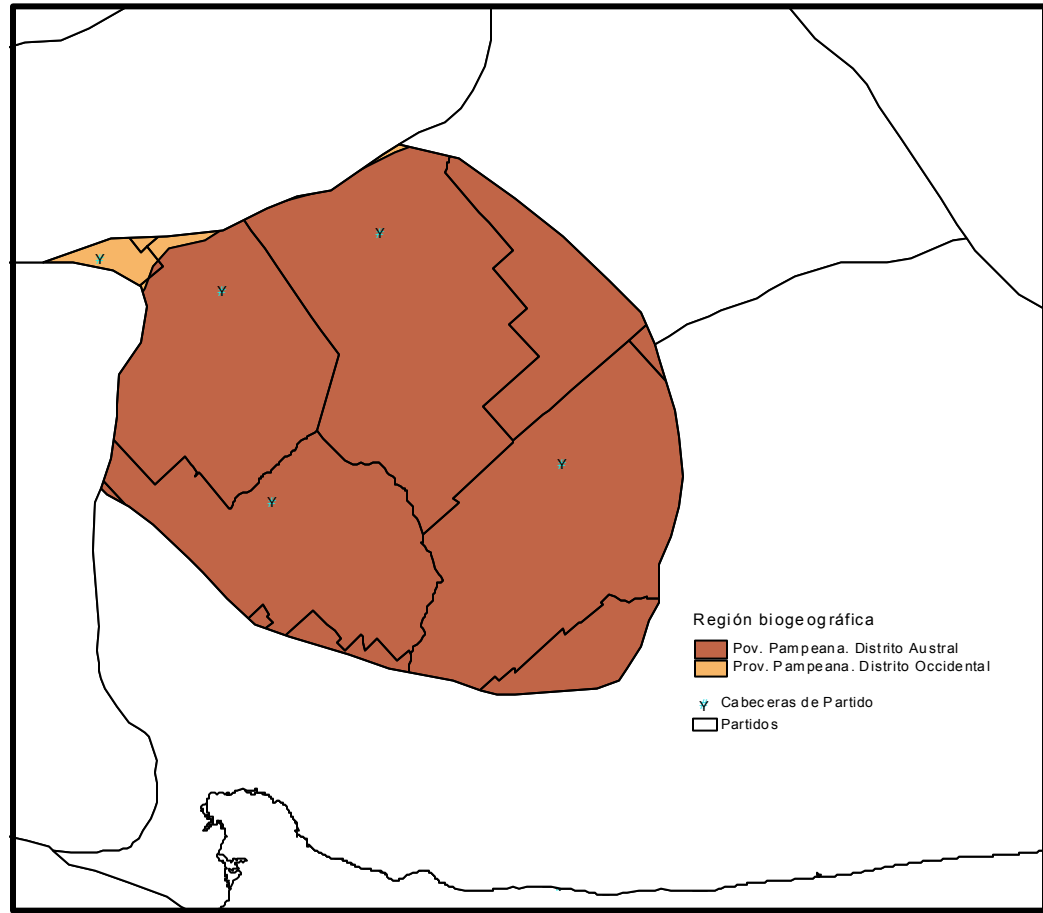 Región biogeográfica
Pov. Pampeana. Distrito Austral
Prov. Pampeana. Distrito Occidental
Cabeceras de Partido
Partidos